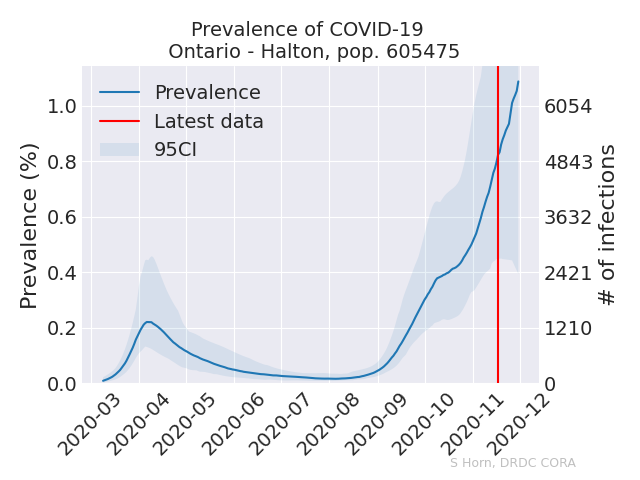 Prevalence of COVID-19
Ontario - Halton, pop. 605475
Prevalence
Latest data
95CI
Prevalence (%)
1.0
0.8
0.6
0.4
0.2
0.0
6054
4843
3632
2421
1210
0
# of infections
2020-03
2020-04
2020-05
2020-06
2020-07
2020-08
2020-09
2020-10
2020-11
2020-12
S Horn, DRDC CORA